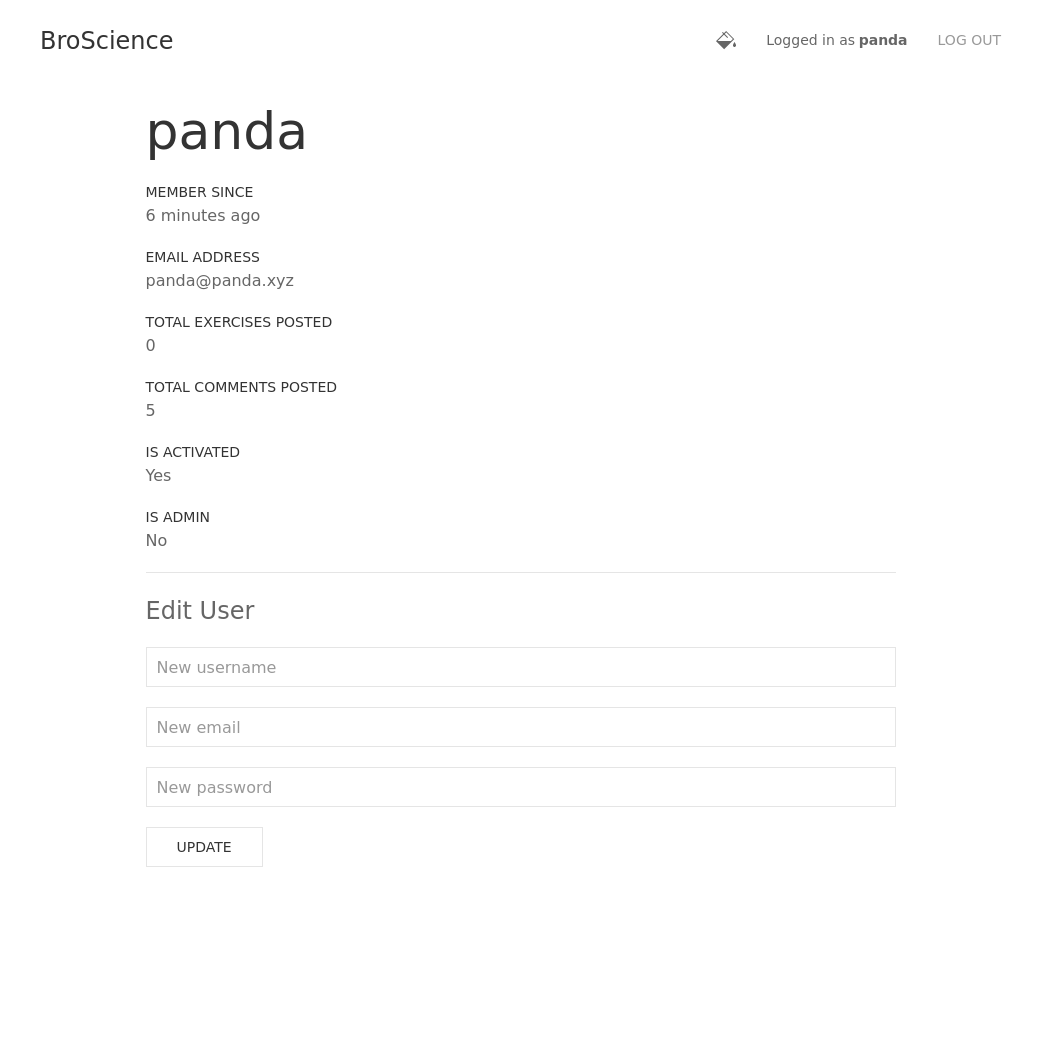 BroScience
Logged in as panda
LOG OUT
panda
MEMBER SINCE
6 minutes ago
EMAIL ADDRESS
panda@panda.xyz
TOTAL EXERCISES POSTED
0
TOTAL COMMENTS POSTED
5
IS ACTIVATED
Yes
IS ADMIN
No
Edit User
New username
New email
New password
UPDATE